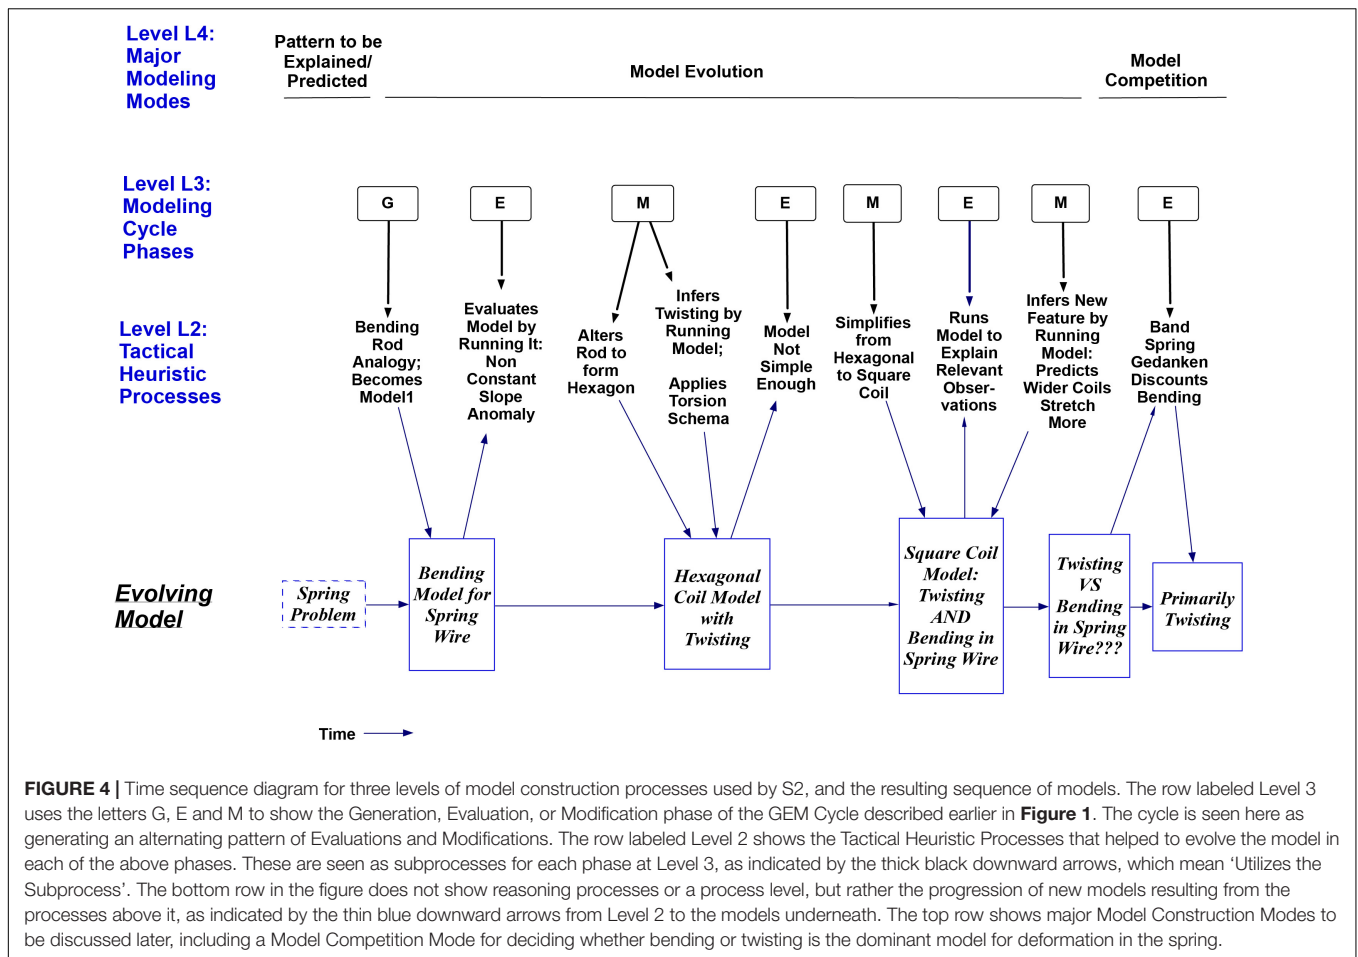 Level L4:
Major
Modeling
Modes
Pattern to be
Explained/
Predicted
Model Evolution
Model
Competition
Level L3:
Modeling
Cycle
Phases
G
E
M
E
M
E
M
E
Level L2:
Tactical
Heuristic
Processes
Bending
Rod
Analogy;
Becomes
Model1
Evaluates
Model by
Running It:
Non
Constant
Slope
Anomaly
Alters
Rod to
form
Hexagon
Infers
Twisting by
Running
Model;
Applies
Torsion
Schema
Model
Not
Simple
Enough
Simplifies
from
Hexagonal
to Square
Coil
Runs
Model to
Explain
Relevant
Obser-
vations
Infers New
Feature by
Running
Model:
Predicts
Wider Coils
Stretch
More
Band
Spring
Gedanken
Discounts
Bending
Evolving
Model
Spring
Problem
Bending
Model for
Spring
Wire
Hexagonal
Coil Model
with
Twisting
Square Coil
Model:
Twisting
AND
Bending in
Spring Wire
Twisting
VS
Bending
in Spring
Wire???
Primarily
Twisting
Time
FIGURE 4 | Time sequence diagram for three levels of model construction processes used by S2, and the resulting sequence of models. The row labeled Level 3
uses the letters G, E and M to show the Generation, Evaluation, or Modification phase of the GEM Cycle described earlier in Figure 1. The cycle is seen here as
generating an alternating pattern of Evaluations and Modifications. The row labeled Level 2 shows the Tactical Heuristic Processes that helped to evolve the model in
each of the above phases. These are seen as subprocesses for each phase at Level 3, as indicated by the thick black downward arrows, which mean ‘Utilizes the
Subprocess’. The bottom row in the figure does not show reasoning processes or a process level, but rather the progression of new models resulting from the
processes above it, as indicated by the thin blue downward arrows from Level 2 to the models underneath. The top row shows major Model Construction Modes to
be discussed later, including a Model Competition Mode for deciding whether bending or twisting is the dominant model for deformation in the spring.